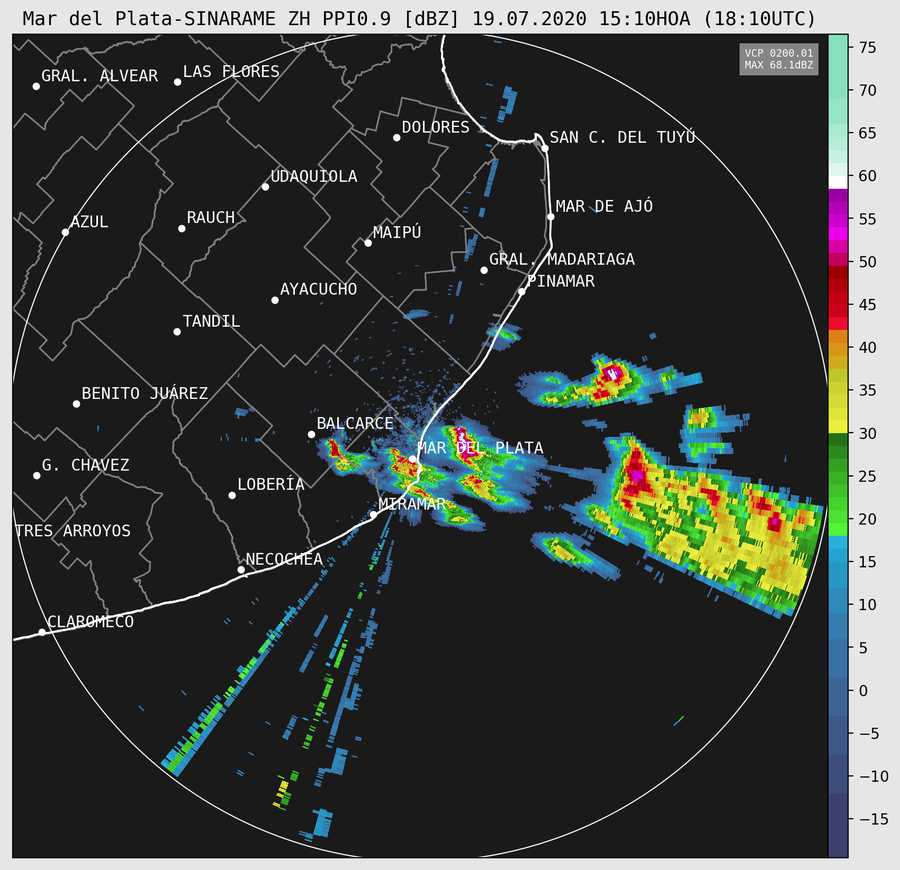 Mar del Plata-SINARAME ZH PPI0.9 [dBZ] 19.07.2020 15:10HOA (18:10UTC)
VCP 0200.01
MAX 68.1dBZ
GRAL. ALVEAR
LAS FLORES
DOLORES
SAN C. DEL TUYÚ
UDAQUIOLA
AZUL
RAUCH
MAIPÚ
MAR DE AJÓ
GRAL. MADARIAGA
PINAMAR
AYACUCHO
TANDIL
BENITO JUÁREZ
BALCARCE
MAR DEL PLATA
G. CHAVEZ
LOBERÍA
MIRAMAR
TRES ARROYOS
NECOCHEA
CLAROMECO
75
70
65
60
55
50
45
40
35
30
25
20
15
10
5
0
−5
−10
−15